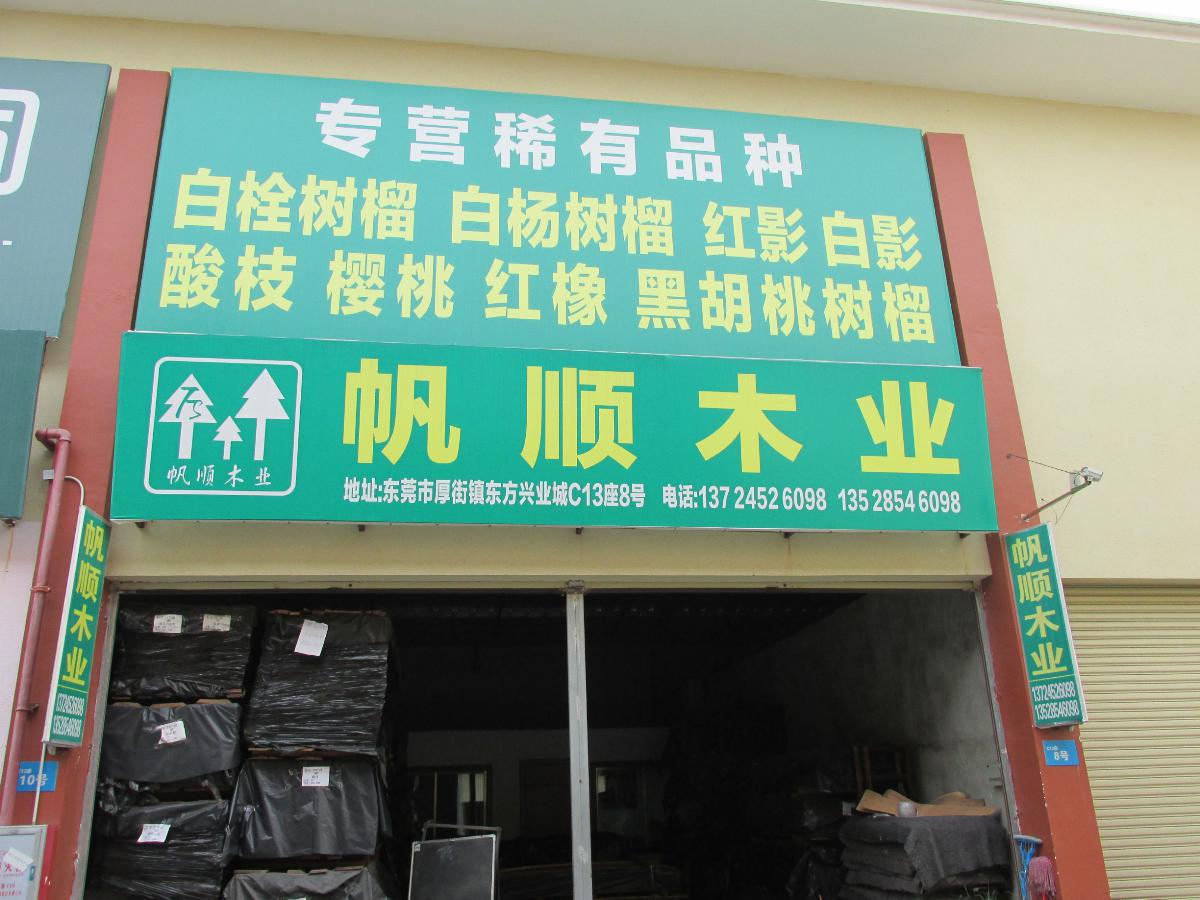 专营稀有品种
白栓树榴 白杨树榴 红影 白影
酸枝 樱桃 红橡 黑胡桃树榴
帆顺木业
帆顺木业
地址:东莞市厚街镇东方兴业城C13座8号 电话:137 2452 6098 135 2854 6098
帆顺木业
13724526098
13528546098
帆顺木业
13724526098
13528546098
10号
8号